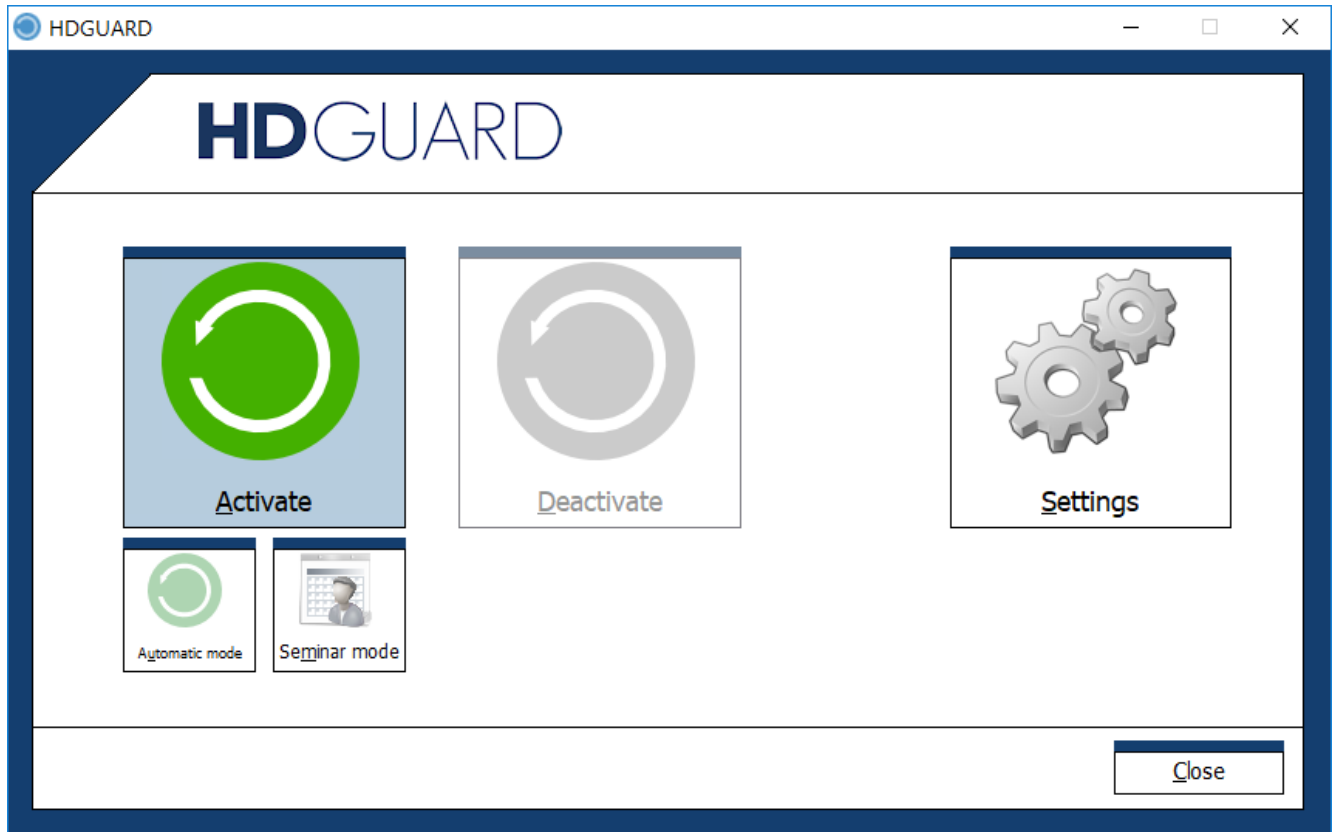 HDGUARD
HDGUARD
Activate
Deactivate
Settings
Automatic mode
Seminar mode
Close